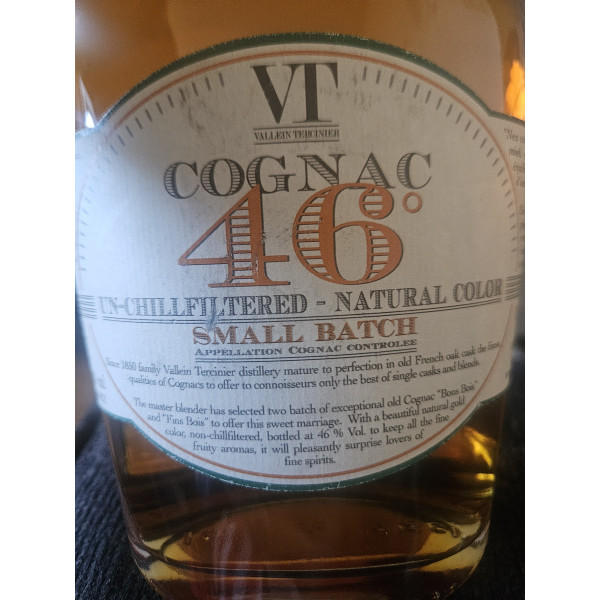 VT
VALLEIN TERCINIER
COGNAC
46°
UN-CHILLFILTERED - NATURAL COLOR
SMALL BATCH
APPELLATION COGNAC CONTROLEE
Since 1850 family Vallein Tercinier distillery mature to perfection in old French oak cask the finest
qualities of Cognacs to offer to connoisseurs only the best of single casks and blends.
The master blender has selected two batch of exceptional old Cognac "Bons Bois"
and "Fins Bois" to offer this sweet marriage. With a beautiful natural gold
color, non-chillfiltered, bottled at 46 % Vol. to keep all the fine
fruity aromas, it will pleasantly surprise lovers of
fine spirits.